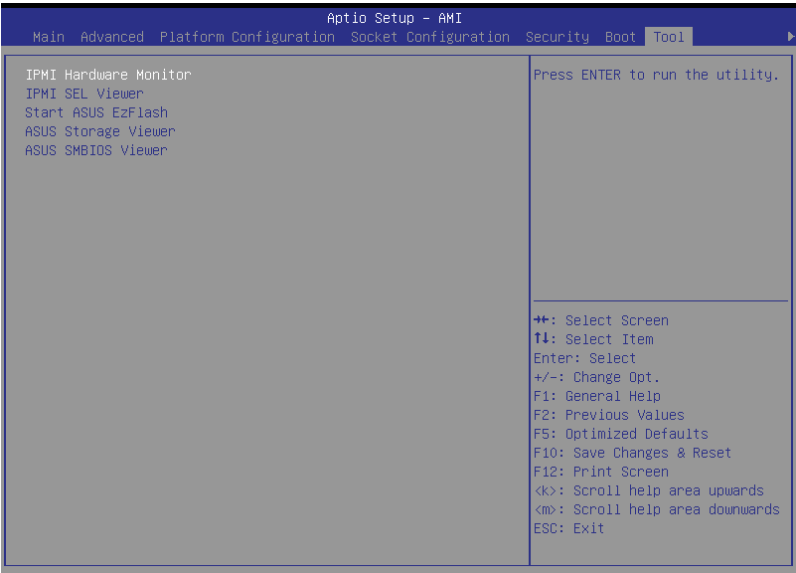 Aptio Setup – AMI
Main Advanced Platform Configuration Socket Configuration Security Boot Tool ▶
IPMI Hardware Monitor
IPMI SEL Viewer
Start ASUS EzFlash
ASUS Storage Viewer
ASUS SMBIOS Viewer
Press ENTER to run the utility.
→←: Select Screen
↑↓: Select Item
Enter: Select
+/-: Change Opt.
F1: General Help
F2: Previous Values
F5: Optimized Defaults
F10: Save Changes & Reset
F12: Print Screen
<k>: Scroll help area upwards
<m>: Scroll help area downwards
ESC: Exit